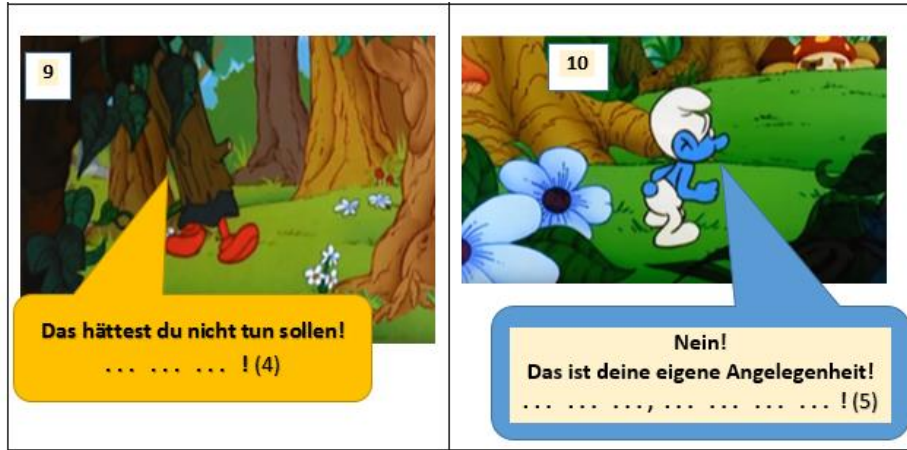 9
Das hättest du nicht tun sollen!
... ... ... ! (4)
10
Nein!
Das ist deine eigene Angelegenheit!
... ... ..., ... ... ... ... ! (5)